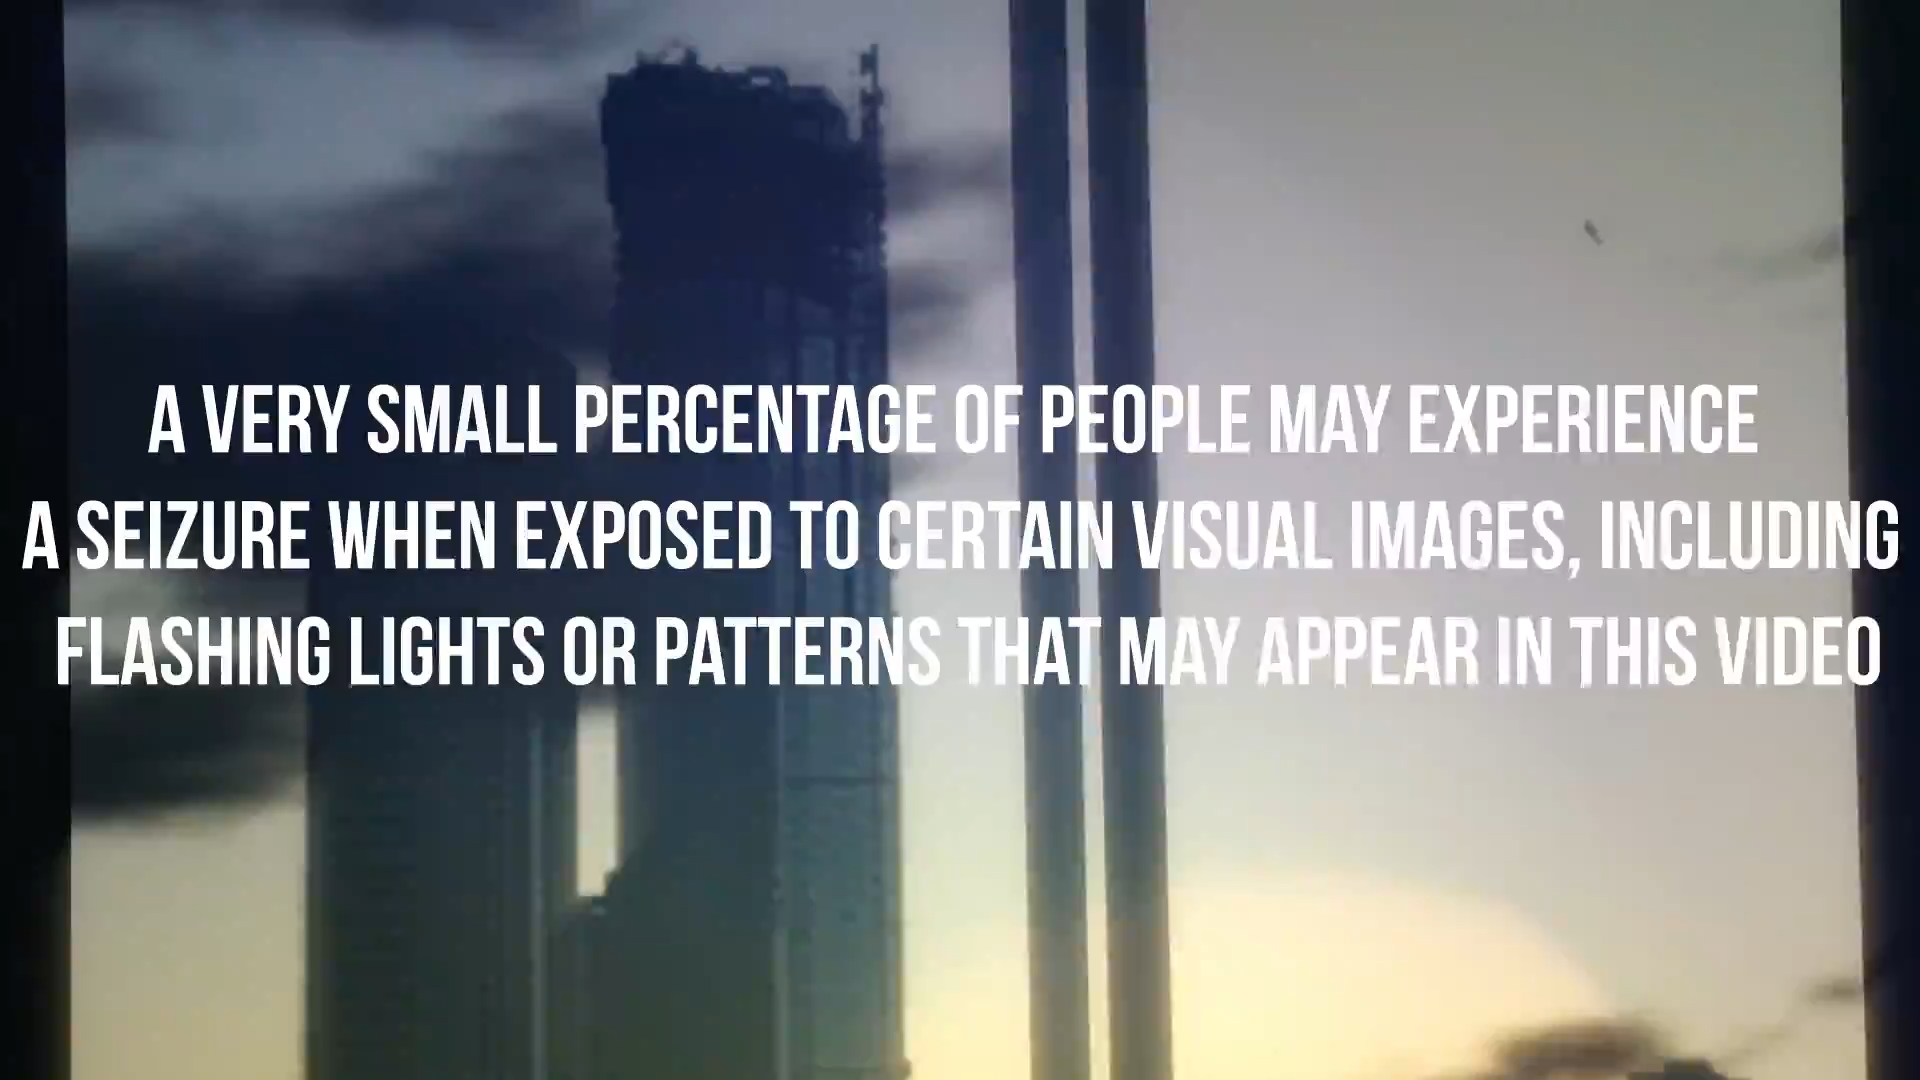 A VERY SMALL PERCENTAGE OF PEOPLE MAY EXPERIENCE
A SEIZURE WHEN EXPOSED TO CERTAIN VISUAL IMAGES, INCLUDING
FLASHING LIGHTS OR PATTERNS THAT MAY APPEAR IN THIS VIDEO